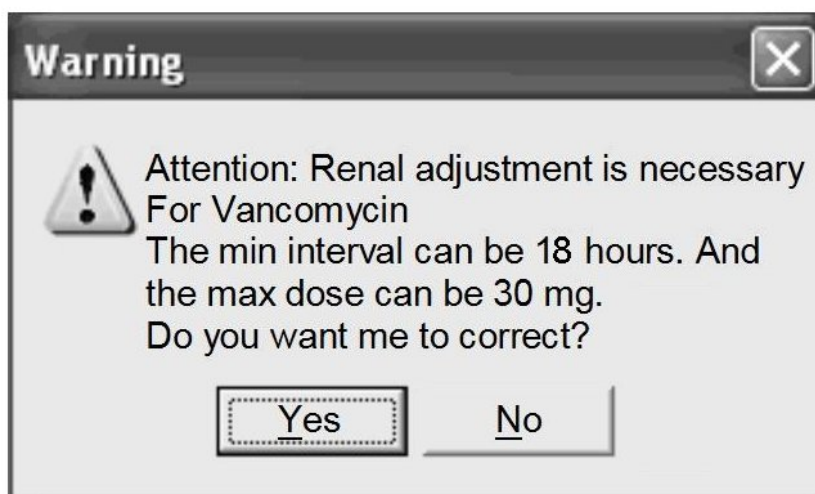 Warning
Attention: Renal adjustment is necessary
For Vancomycin
The min interval can be 18 hours. And
the max dose can be 30 mg.
Do you want me to correct?
Yes No